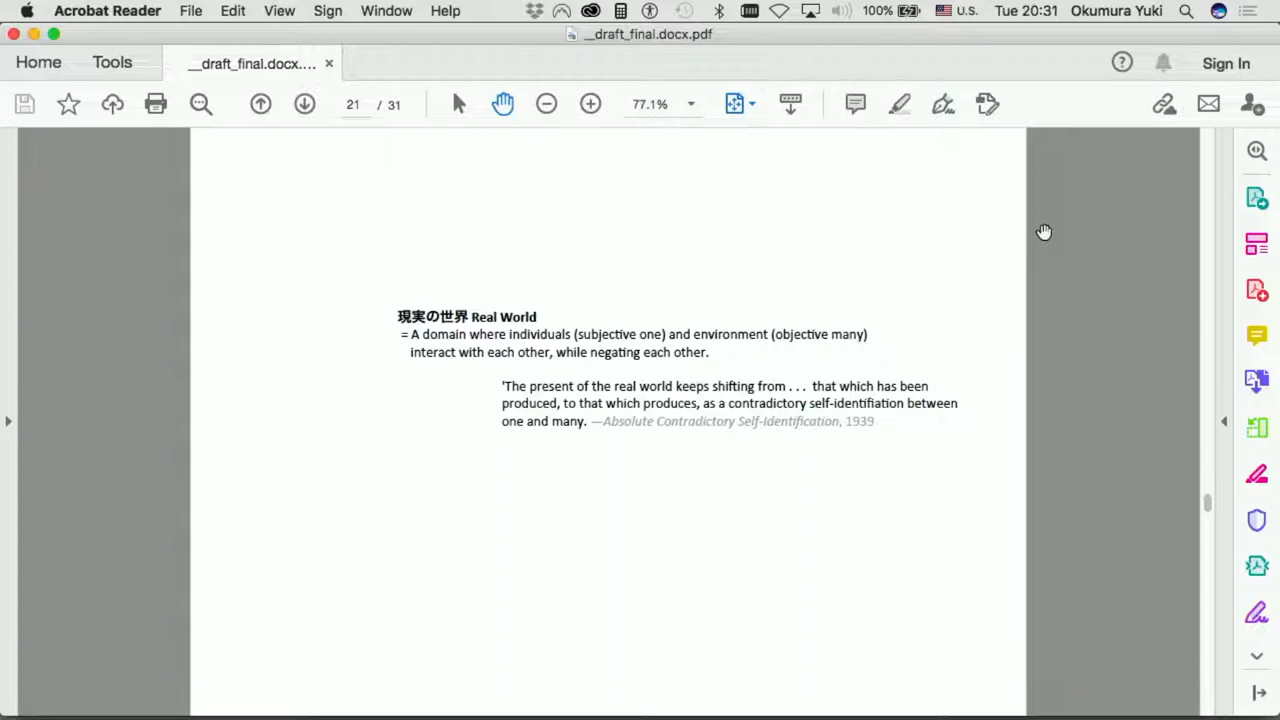 Acrobat Reader File Edit View Sign Window Help 100% U.S. Tue 20:31 Okumura Yuki
__draft_final.docx.pdf
Home Tools __draft_final.docx.... × Sign In
21 / 31 77.1%
現実の世界 Real World
= A domain where individuals (subjective one) and environment (objective many)
interact with each other, while negating each other.
'The present of the real world keeps shifting from . . . that which has been
produced, to that which produces, as a contradictory self-identifiation between
one and many. —Absolute Contradictory Self-Identification, 1939